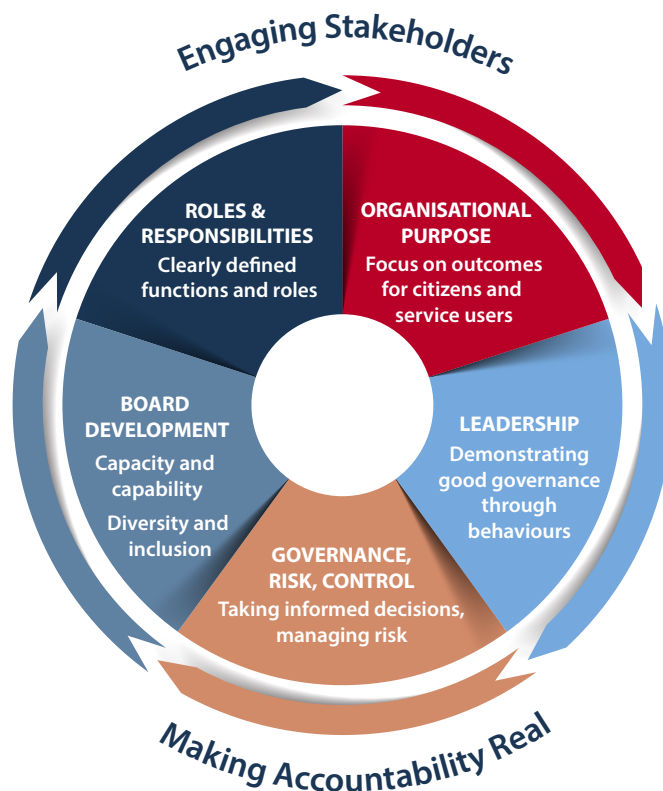 Engaging Stakeholders
ROLES &
RESPONSIBILITIES
Clearly defined
functions and roles
ORGANISATIONAL
PURPOSE
Focus on outcomes
for citizens and
service users
LEADERSHIP
Demonstrating
good governance
through
behaviours
GOVERNANCE,
RISK, CONTROL
Taking informed decisions,
managing risk
BOARD
DEVELOPMENT
Capacity and
capability
Diversity and
inclusion
Making Accountability Real